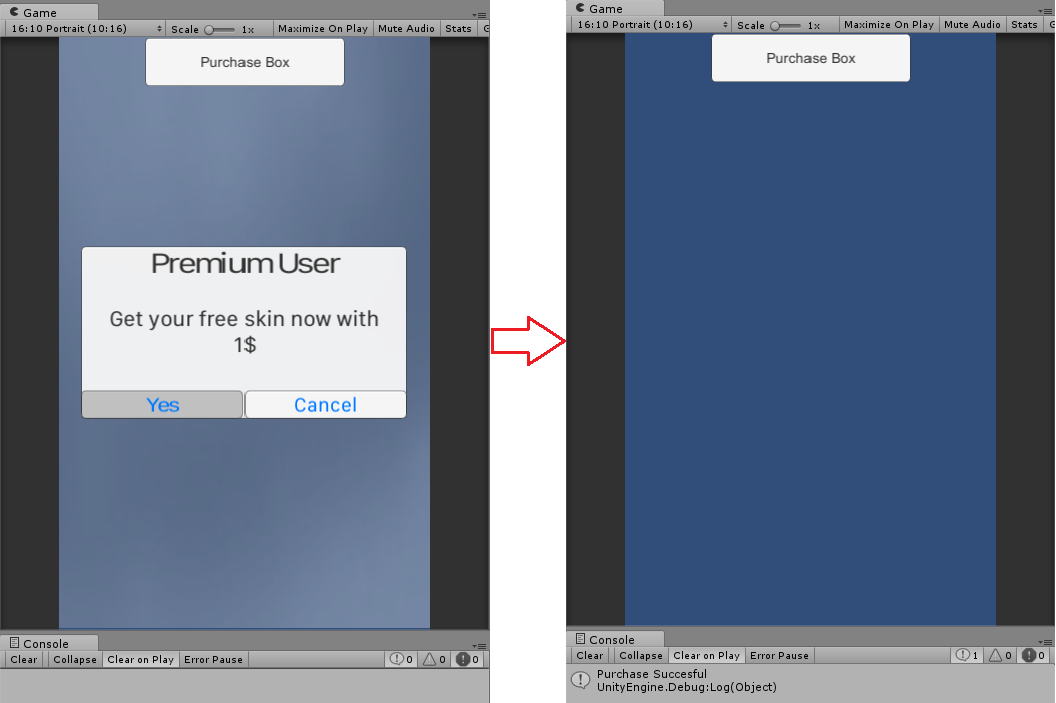 Game
16:10 Portrait (10:16) Scale 1x Maximize On Play Mute Audio Stats G
Purchase Box
Premium User
Get your free skin now with
1$
Yes Cancel
Console
Clear Collapse Clear on Play Error Pause 0 0 0
Game
16:10 Portrait (10:16) Scale 1x Maximize On Play Mute Audio Stats G
Purchase Box
Console
Clear Collapse Clear on Play Error Pause 1 0 0
Purchase Succesful
UnityEngine.Debug:Log(Object)